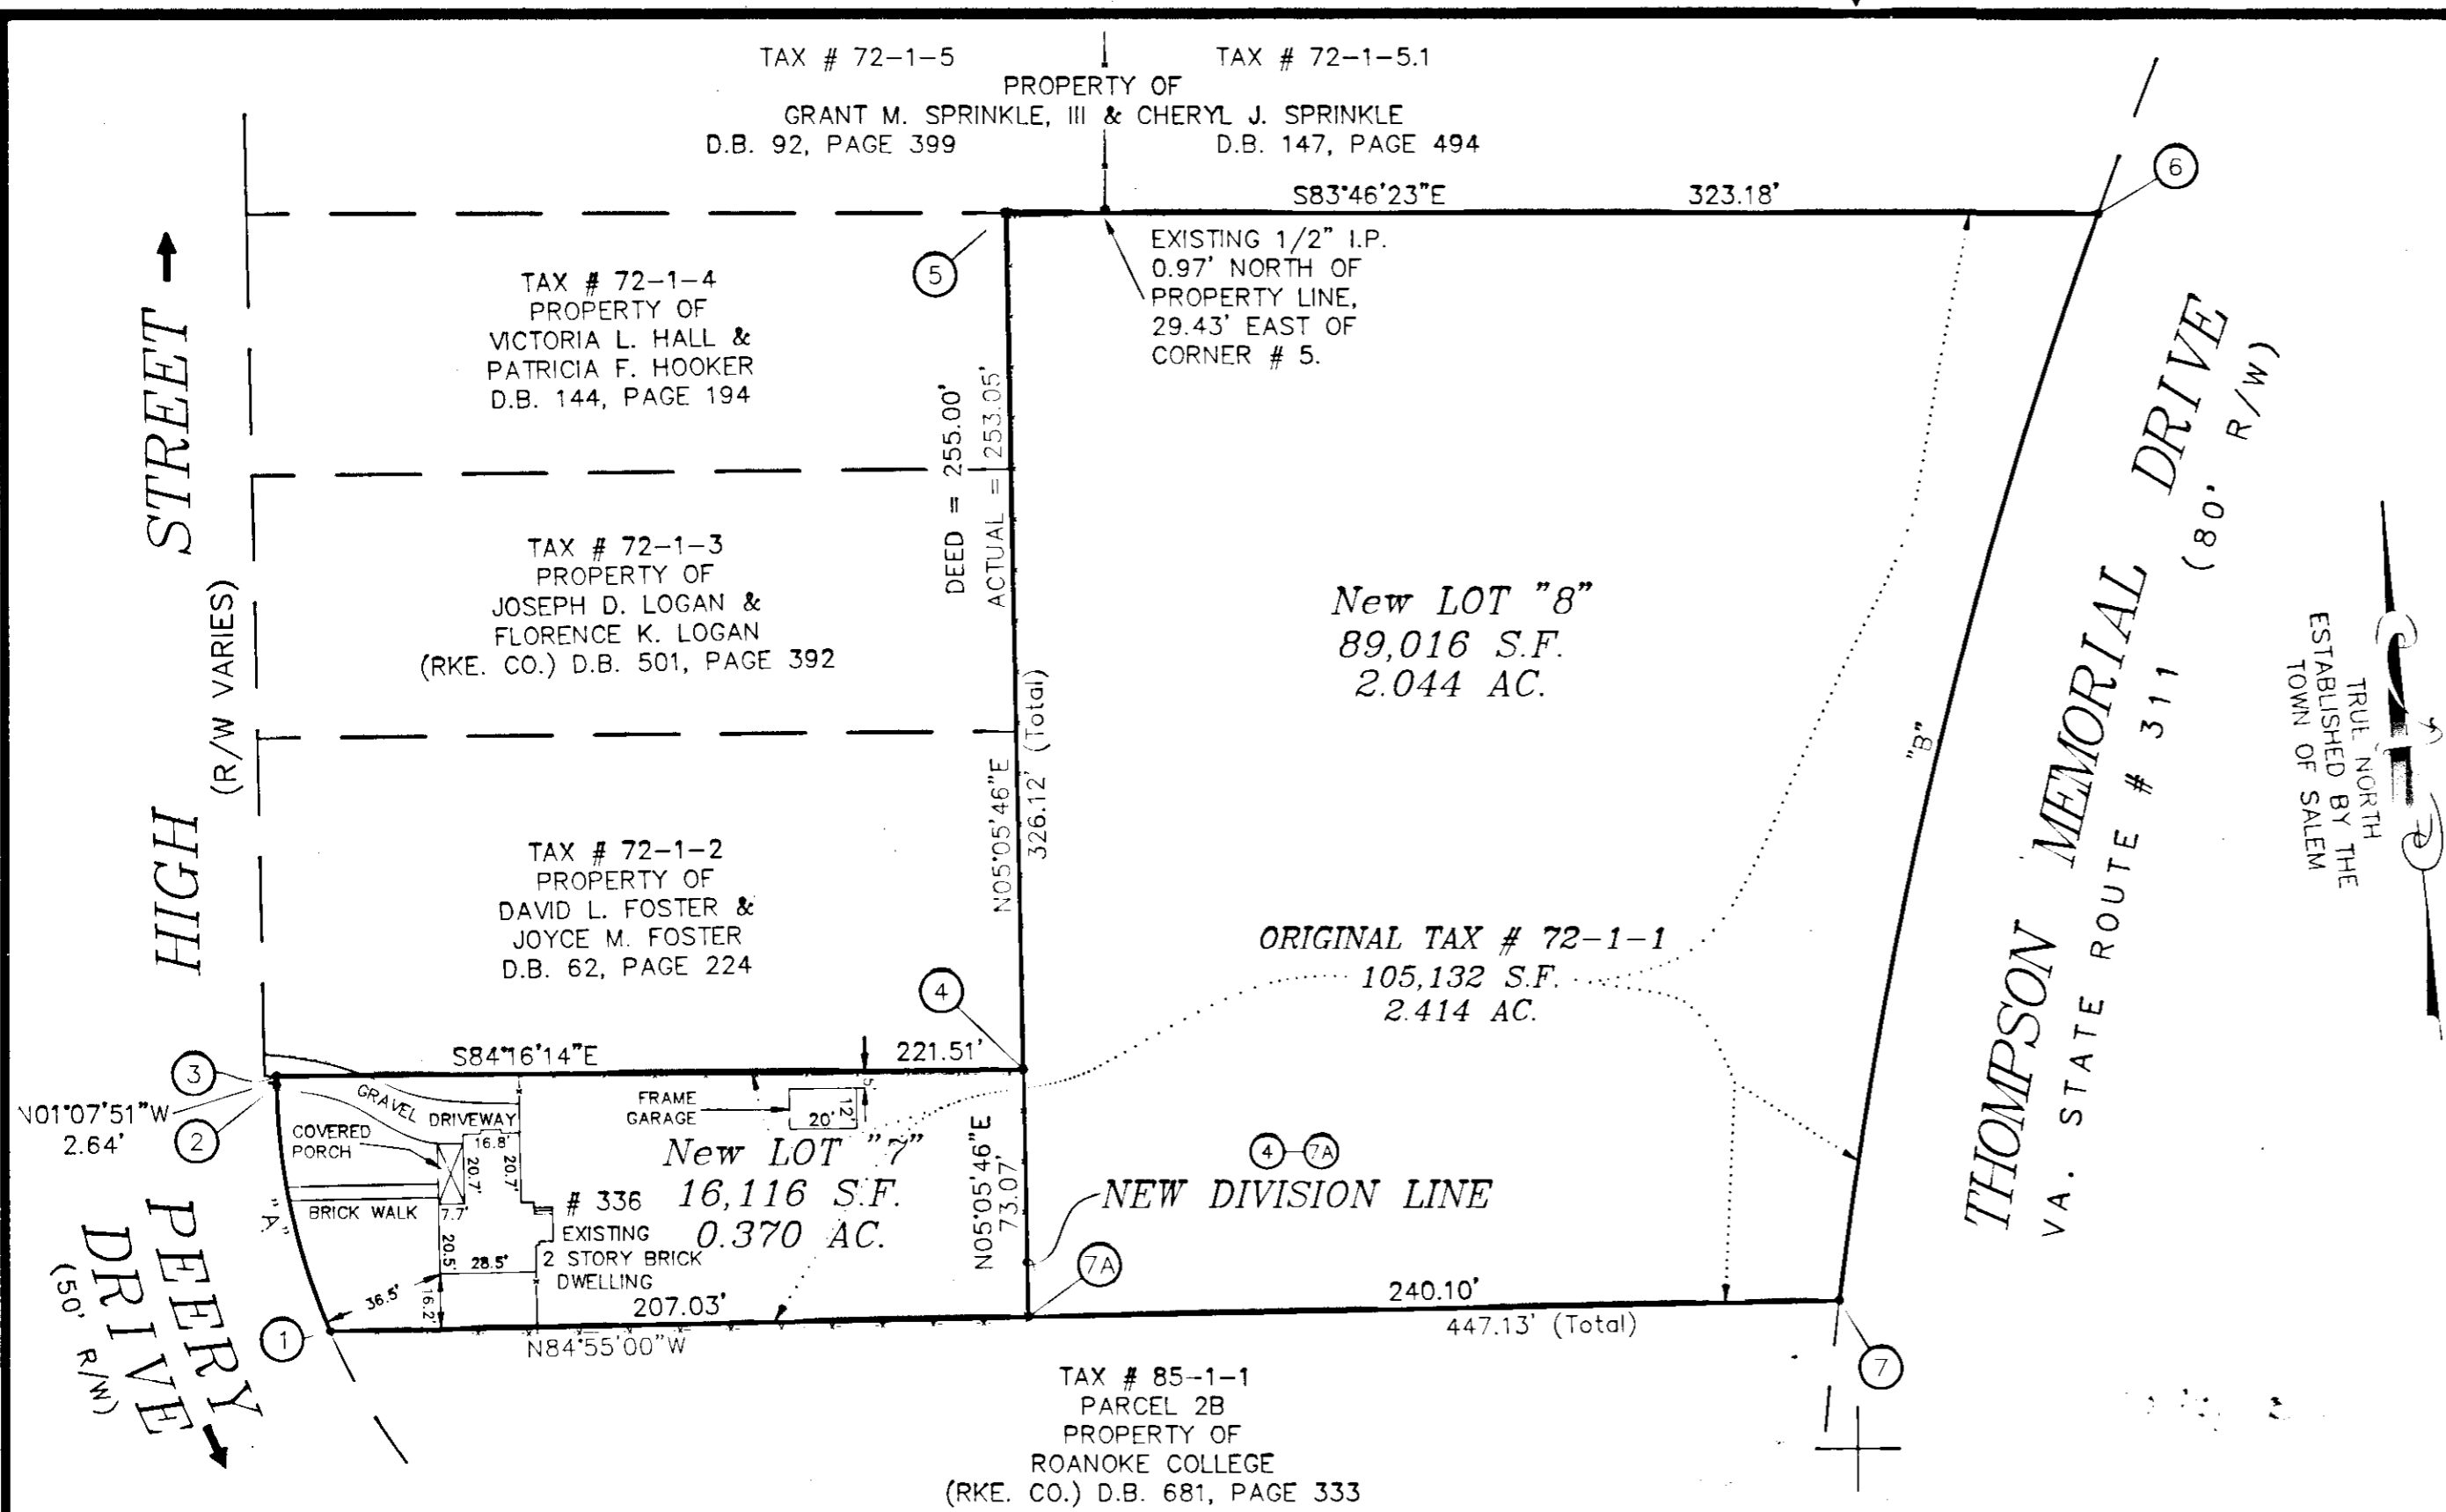 TAX # 72-1-5
TAX # 72-1-5.1
PROPERTY OF
GRANT M. SPRINKLE, III & CHERYL J. SPRINKLE
D.B. 92, PAGE 399
D.B. 147, PAGE 494
S83°46'23"E
323.18'
6
5
EXISTING 1/2" I.P.
0.97' NORTH OF
PROPERTY LINE,
29.43' EAST OF
CORNER # 5.
TAX # 72-1-4
PROPERTY OF
VICTORIA L. HALL &
PATRICIA F. HOOKER
D.B. 144, PAGE 194
HIGH STREET
(R/W VARIES)
DEED = 255.00'
ACTUAL = 253.05'
TAX # 72-1-3
PROPERTY OF
JOSEPH D. LOGAN &
FLORENCE K. LOGAN
(RKE. CO.) D.B. 501, PAGE 392
New LOT "8"
89,016 S.F.
2.044 AC.
N05°05'46"E
326.12' (Total)
"B"
THOMPSON MEMORIAL DRIVE
VA. STATE ROUTE # 311
(80' R/W)
TRUE NORTH
ESTABLISHED BY THE
TOWN OF SALEM
TAX # 72-1-2
PROPERTY OF
DAVID L. FOSTER &
JOYCE M. FOSTER
D.B. 62, PAGE 224
ORIGINAL TAX # 72-1-1
105,132 S.F.
2.414 AC.
4
S84°16'14"E
221.51'
3
N01°07'51"W
2.64'
2
GRAVEL DRIVEWAY
COVERED
PORCH
16.8'
20.7'
20.7'
FRAME
GARAGE
20'
12'
5'
New LOT "7"
16,116 S.F.
0.370 AC.
"A"
BRICK WALK
7.7'
20.5'
28.5'
# 336
EXISTING
2 STORY BRICK
DWELLING
36.5'
16.2'
N05°05'46"E
73.07'
4 - 7A
NEW DIVISION LINE
7A
PEERY
DRIVE
(50' R/W)
1
207.03'
N84°55'00"W
240.10'
447.13' (Total)
7
TAX # 85-1-1
PARCEL 2B
PROPERTY OF
ROANOKE COLLEGE
(RKE. CO.) D.B. 681, PAGE 333